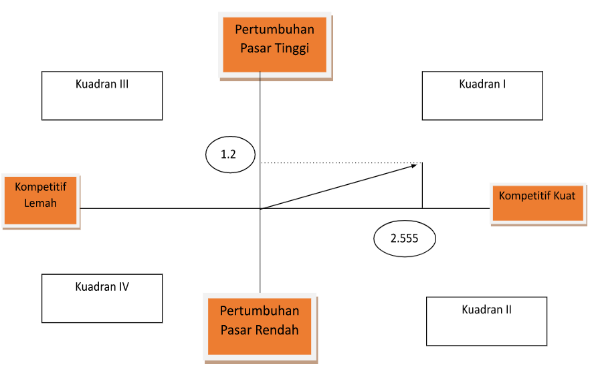 Pertumbuhan
Pasar Tinggi
Kuadran III
Kuadran I
1.2
Kompetitif
Lemah
Kompetitif Kuat
2.555
Kuadran IV
Pertumbuhan
Pasar Rendah
Kuadran II